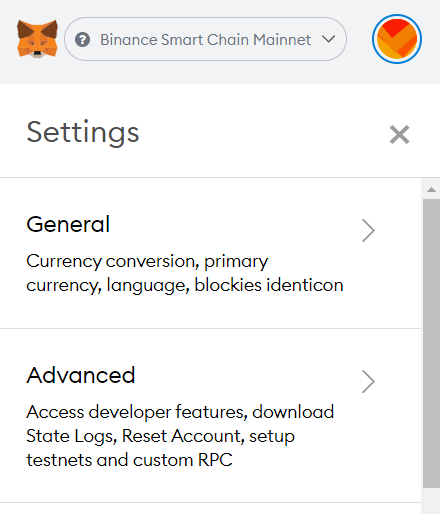 Binance Smart Chain Mainnet
Settings
General
Currency conversion, primary
currency, language, blockies identicon
Advanced
Access developer features, download
State Logs, Reset Account, setup
testnets and custom RPC